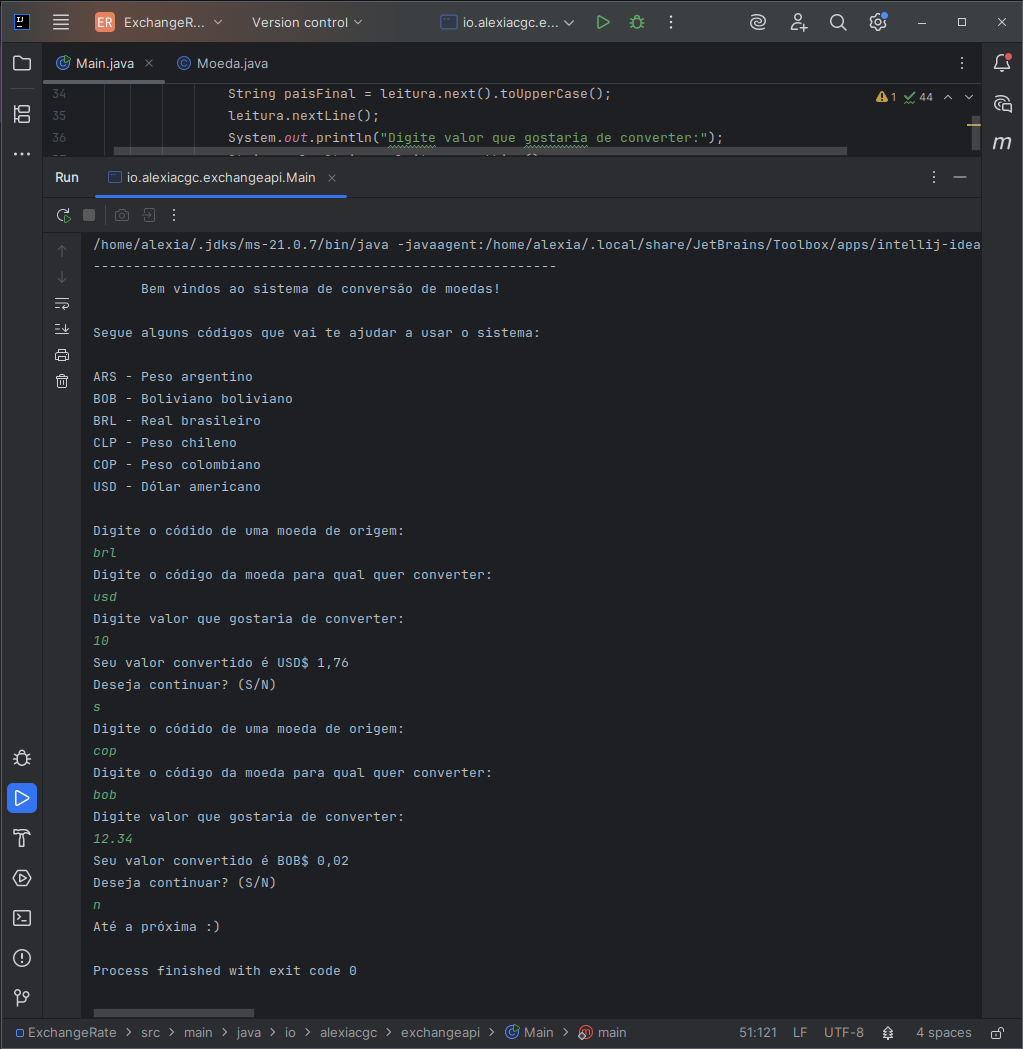 ER ExchangeR... Version control io.alexiacgc.e...
Main.java Moeda.java
34 String paisFinal = leitura.next().toUpperCase(); 1 44
35 leitura.nextLine();
36 System.out.println("Digite valor que gostaria de converter:");
Run io.alexiacgc.exchangeapi.Main
/home/alexia/.jdks/ms-21.0.7/bin/java -javaagent:/home/alexia/.local/share/JetBrains/Toolbox/apps/intellij-idea
----------------------------------------------------------
Bem vindos ao sistema de conversão de moedas!
Segue alguns códigos que vai te ajudar a usar o sistema:
ARS - Peso argentino
BOB - Boliviano boliviano
BRL - Real brasileiro
CLP - Peso chileno
COP - Peso colombiano
USD - Dólar americano
Digite o códido de uma moeda de origem:
brl
Digite o código da moeda para qual quer converter:
usd
Digite valor que gostaria de converter:
10
Seu valor convertido é USD$ 1,76
Deseja continuar? (S/N)
s
Digite o códido de uma moeda de origem:
cop
Digite o código da moeda para qual quer converter:
bob
Digite valor que gostaria de converter:
12.34
Seu valor convertido é BOB$ 0,02
Deseja continuar? (S/N)
n
Até a próxima :)
Process finished with exit code 0
ExchangeRate > src > main > java > io > alexiacgc > exchangeapi > Main > main 51:121 LF UTF-8 4 spaces